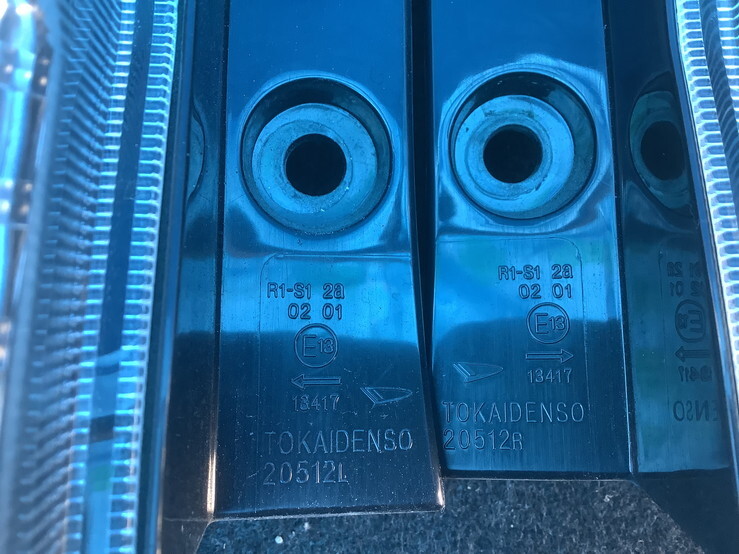 R1-S1 2a
02 01
E13
13417
TOKAIDENSO
20512L
R1-S1 2a
02 01
E13
13417
TOKAIDENSO
20512R